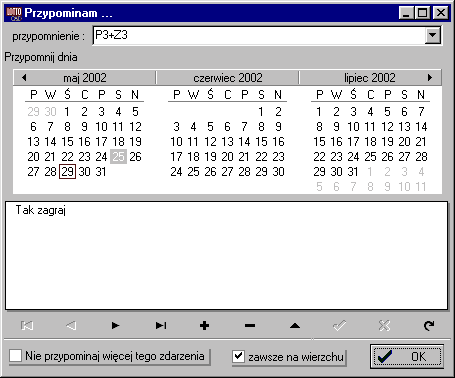 Przypominam ...
przypomnienie : P3+Z3
Przypomnij dnia
maj 2002 czerwiec 2002 lipiec 2002
P W Ś C P S N P W Ś C P S N P W Ś C P S N
29 30 1 2 3 4 5 1 2 1 2 3 4 5 6 7
6 7 8 9 10 11 12 3 4 5 6 7 8 9 8 9 10 11 12 13 14
13 14 15 16 17 18 19 10 11 12 13 14 15 16 15 16 17 18 19 20 21
20 21 22 23 24 25 26 17 18 19 20 21 22 23 22 23 24 25 26 27 28
27 28 29 30 31 24 25 26 27 28 29 30 29 30 31 1 2 3 4
5 6 7 8 9 10 11
Tak zagraj
Nie przypominaj więcej tego zdarzenia zawsze na wierzchu OK